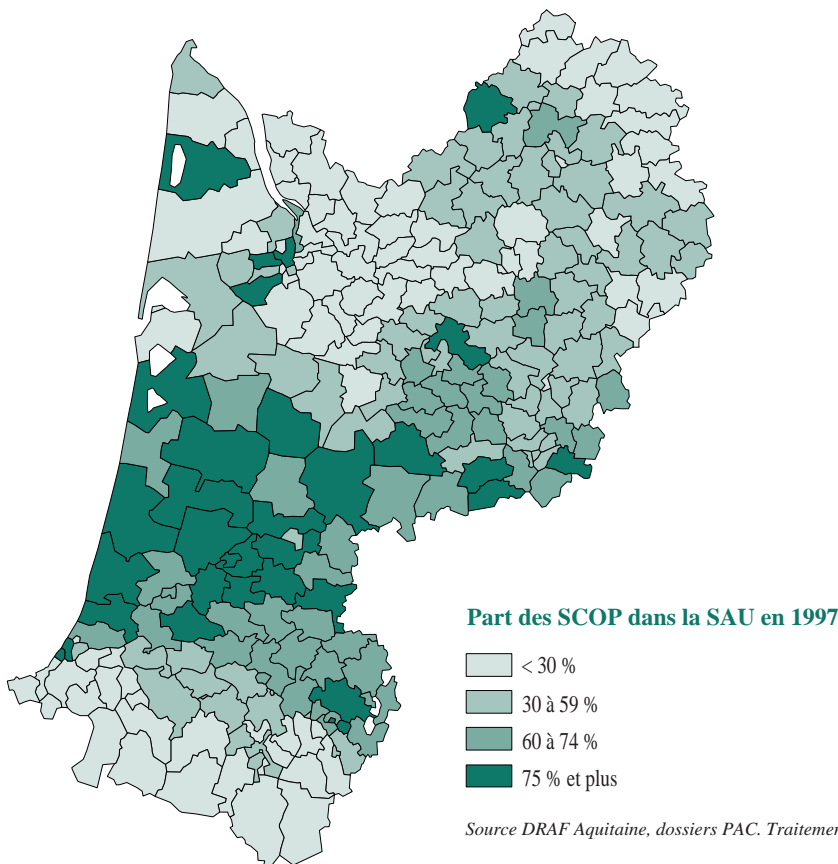 Part des SCOP dans la SAU en 1997
< 30 %
30 à 59 %
60 à 74 %
75 % et plus
Source DRAF Aquitaine, dossiers PAC.